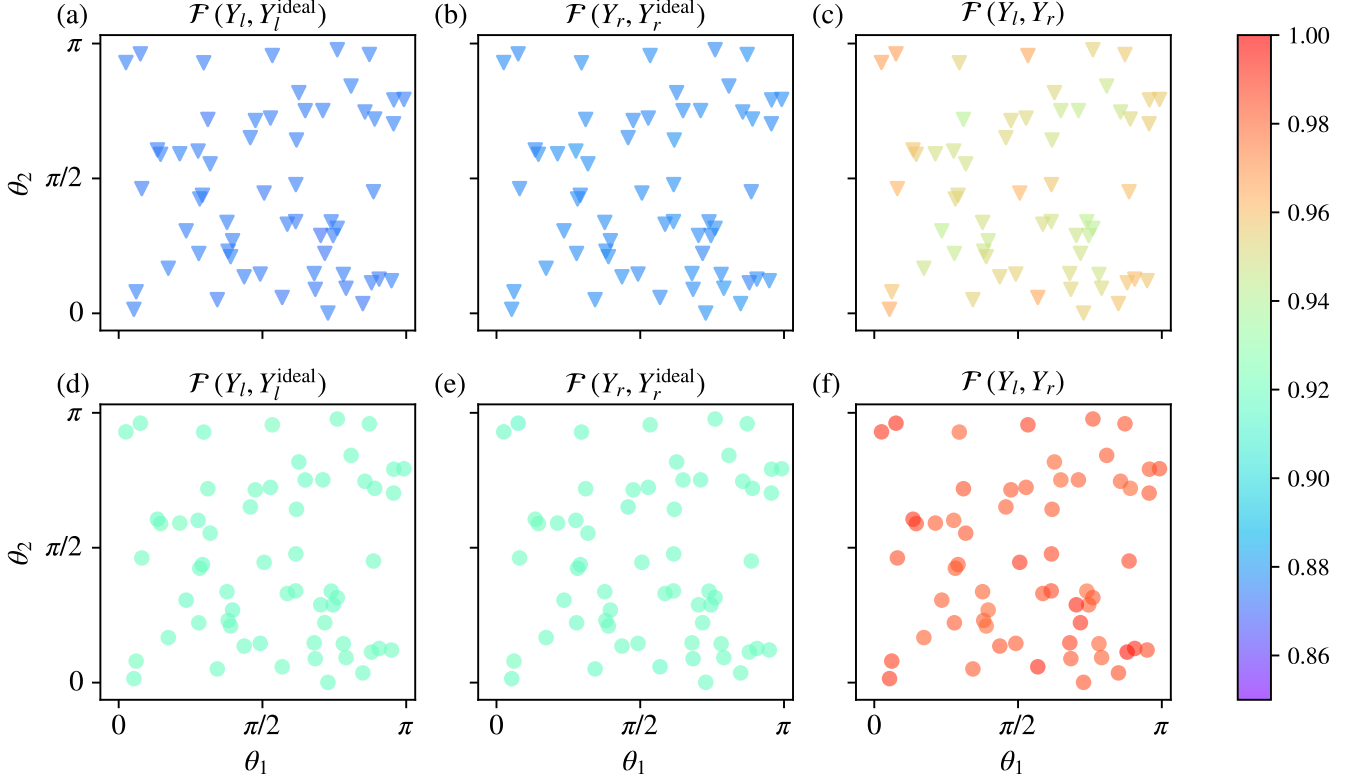 (a) ℱ (Y_l, Y_l^ideal)
(b) ℱ (Y_r, Y_r^ideal)
(c) ℱ (Y_l, Y_r)
π
π/2
0
θ_2
(d) ℱ (Y_l, Y_l^ideal)
(e) ℱ (Y_r, Y_r^ideal)
(f) ℱ (Y_l, Y_r)
π
π/2
0
θ_2
0 π/2 π
θ_1
0 π/2 π
θ_1
0 π/2 π
θ_1
1.00
0.98
0.96
0.94
0.92
0.90
0.88
0.86